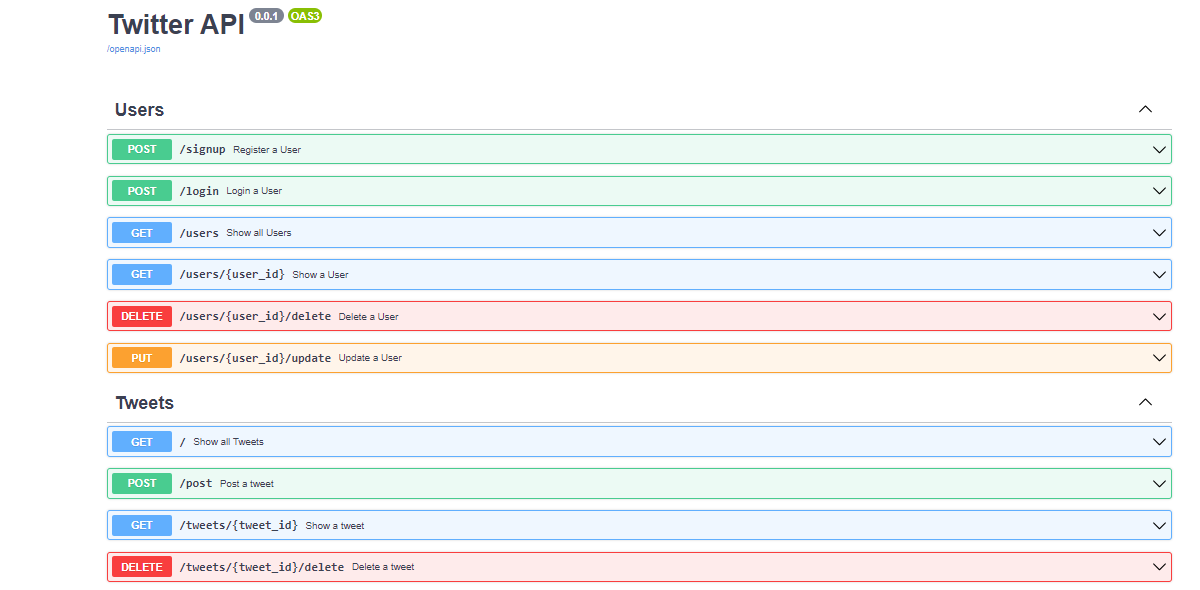 Twitter API 0.0.1 OAS3
/openapi.json
Users
POST /signup Register a User
POST /login Login a User
GET /users Show all Users
GET /users/{user_id} Show a User
DELETE /users/{user_id}/delete Delete a User
PUT /users/{user_id}/update Update a User
Tweets
GET / Show all Tweets
POST /post Post a tweet
GET /tweets/{tweet_id} Show a tweet
DELETE /tweets/{tweet_id}/delete Delete a tweet